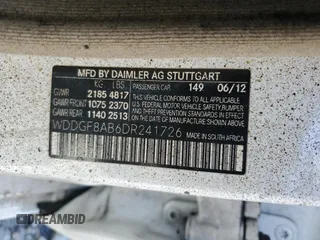 MFD BY DAIMLER AG STUTTGART
KG LBS PASSENGER CAR 149 06/12
GVWR 2185 4817
GAWR FRONT 1075 2370
GAWR REAR 1140 2513
THIS VEHICLE CONFORMS TO ALL APPLICABLE
U.S. FEDERAL MOTOR VEHICLE SAFETY, BUMPER,
AND THEFT PREVENTION STANDARDS IN EFFECT ON
THE DATE OF MANUFACTURE SHOWN ABOVE.
WDDGF8AB6DR241726
MADE IN SOUTH AFRICA
DREAMBID